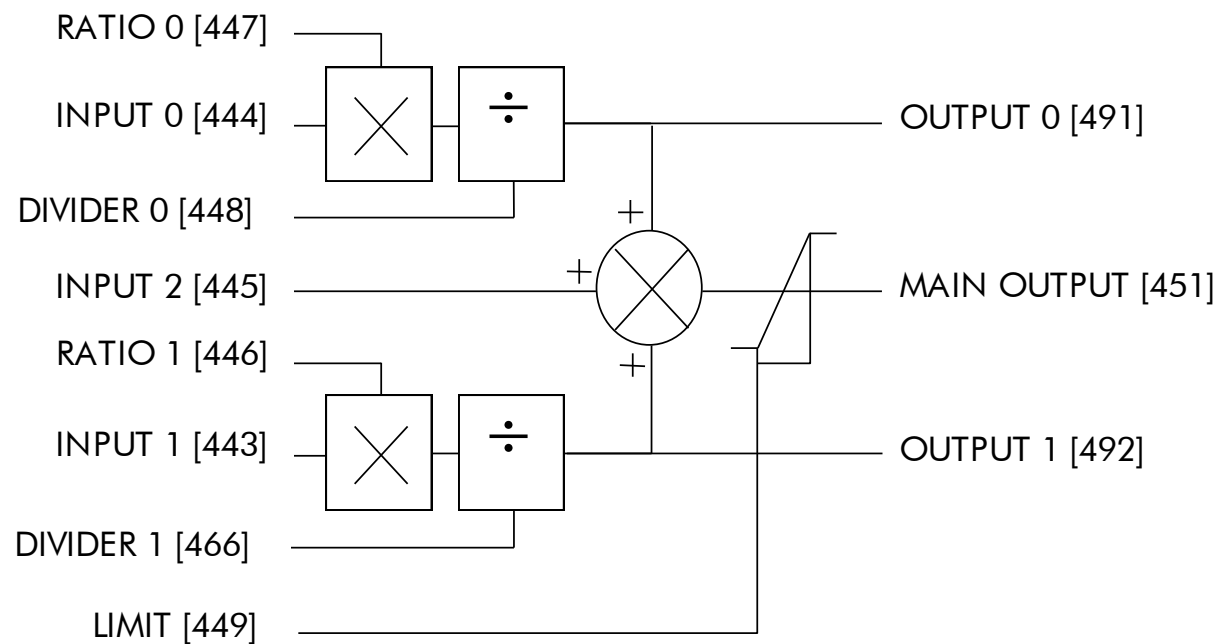 RATIO 0 [447]
INPUT 0 [444]
OUTPUT 0 [491]
DIVIDER 0 [448]
INPUT 2 [445]
MAIN OUTPUT [451]
RATIO 1 [446]
INPUT 1 [443]
OUTPUT 1 [492]
DIVIDER 1 [466]
LIMIT [449]